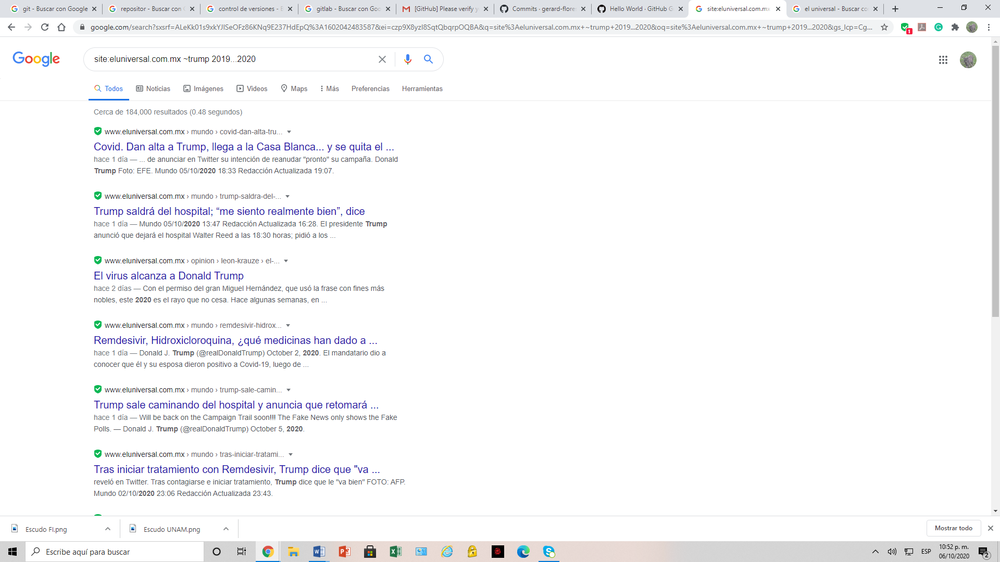 git - Buscar con Google
repositor - Buscar con G
control de versiones - B
gitlab - Buscar con Goo
[GitHub] Please verify y
Commits · gerard-flore
Hello World · GitHub G
site:eluniversal.com.mx
el universal - Buscar co
google.com/search?sxsrf=ALeKk01s9xkYJlSeOFz86KNq9E237HdEpQ%3A1602042483587&ei=czp9X8yzI8SqtQbqrpOQBA&q=site%3Aeluniversal.com.mx+~trump+2019...2020&oq=site%3Aeluniversal.com.mx+~trump+2019...2020&gs_lcp=Cg...
1
Google
site:eluniversal.com.mx ~trump 2019...2020
Todos Noticias Imágenes Videos Maps Más Preferencias Herramientas
Cerca de 184,000 resultados (0.48 segundos)
www.eluniversal.com.mx › mundo › covid-dan-alta-tru...
Covid. Dan alta a Trump, llega a la Casa Blanca... y se quita el ...
hace 1 día — ... de anunciar en Twitter su intención de reanudar "pronto" su campaña. Donald
Trump Foto: EFE. Mundo 05/10/2020 18:33 Redacción Actualizada 19:07.
www.eluniversal.com.mx › mundo › trump-saldra-del-...
Trump saldrá del hospital; “me siento realmente bien”, dice
hace 1 día — Mundo 05/10/2020 13:47 Redacción Actualizada 16:28. El presidente Trump
anunció que dejará el hospital Walter Reed a las 18:30 horas; pidió a los ...
www.eluniversal.com.mx › opinion › leon-krauze › el-...
El virus alcanza a Donald Trump
hace 2 días — Con el permiso del gran Miguel Hernández, que usó la frase con fines más
nobles, este 2020 es el rayo que no cesa. Hace algunas semanas, en ...
www.eluniversal.com.mx › mundo › remdesivir-hidrox...
Remdesivir, Hidroxicloroquina, ¿qué medicinas han dado a ...
hace 1 día — Donald J. Trump (@realDonaldTrump) October 2, 2020. El mandatario dio a
conocer que él y su esposa dieron positivo a Covid-19, luego de ...
www.eluniversal.com.mx › mundo › trump-sale-camin...
Trump sale caminando del hospital y anuncia que retomará ...
hace 1 día — Will be back on the Campaign Trail soon!!! The Fake News only shows the Fake
Polls. — Donald J. Trump (@realDonaldTrump) October 5, 2020.
www.eluniversal.com.mx › mundo › tras-iniciar-tratami...
Tras iniciar tratamiento con Remdesivir, Trump dice que "va ...
reveló en Twitter. Tras contagiarse e iniciar tratamiento, Trump dice que le "va bien" FOTO: AFP.
Mundo 02/10/2020 23:06 Redacción Actualizada 23:43.
Escudo FI.png
Escudo UNAM.png
Mostrar todo
Escribe aquí para buscar
ESP
10:52 p. m.
06/10/2020
2